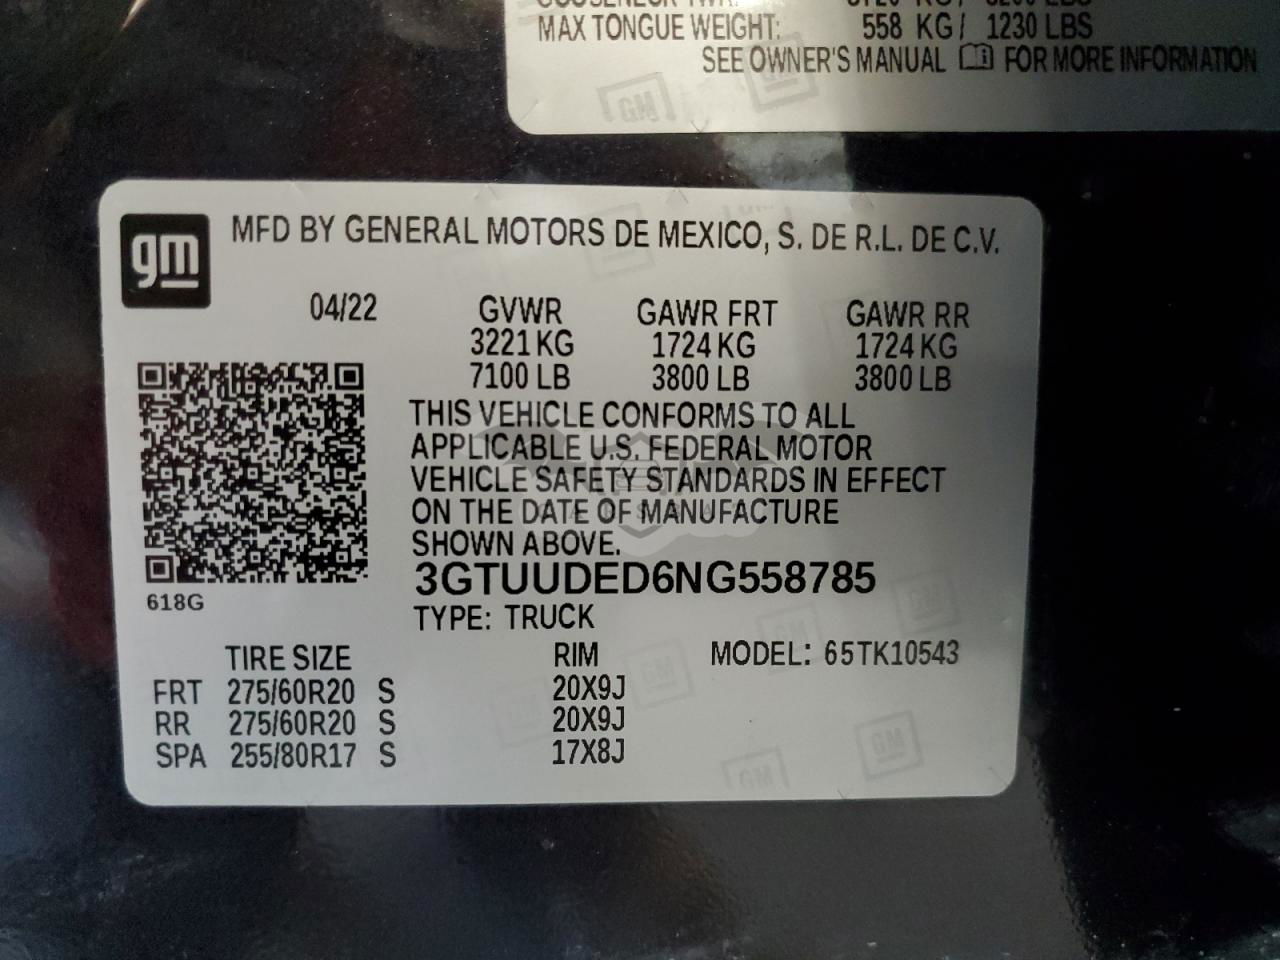 MAX TONGUE WEIGHT: 558 KG / 1230 LBS
SEE OWNER'S MANUAL FOR MORE INFORMATION
gm
MFD BY GENERAL MOTORS DE MEXICO, S. DE R.L. DE C.V.
04/22 GVWR GAWR FRT GAWR RR
3221 KG 1724 KG 1724 KG
7100 LB 3800 LB 3800 LB
THIS VEHICLE CONFORMS TO ALL
APPLICABLE U.S. FEDERAL MOTOR
VEHICLE SAFETY STANDARDS IN EFFECT
ON THE DATE OF MANUFACTURE
SHOWN ABOVE.
3GTUUDED6NG558785
618G
TYPE: TRUCK
TIRE SIZE RIM MODEL: 65TK10543
FRT 275/60R20 S 20X9J
RR 275/60R20 S 20X9J
SPA 255/80R17 S 17X8J
GM
GM
GM
GM